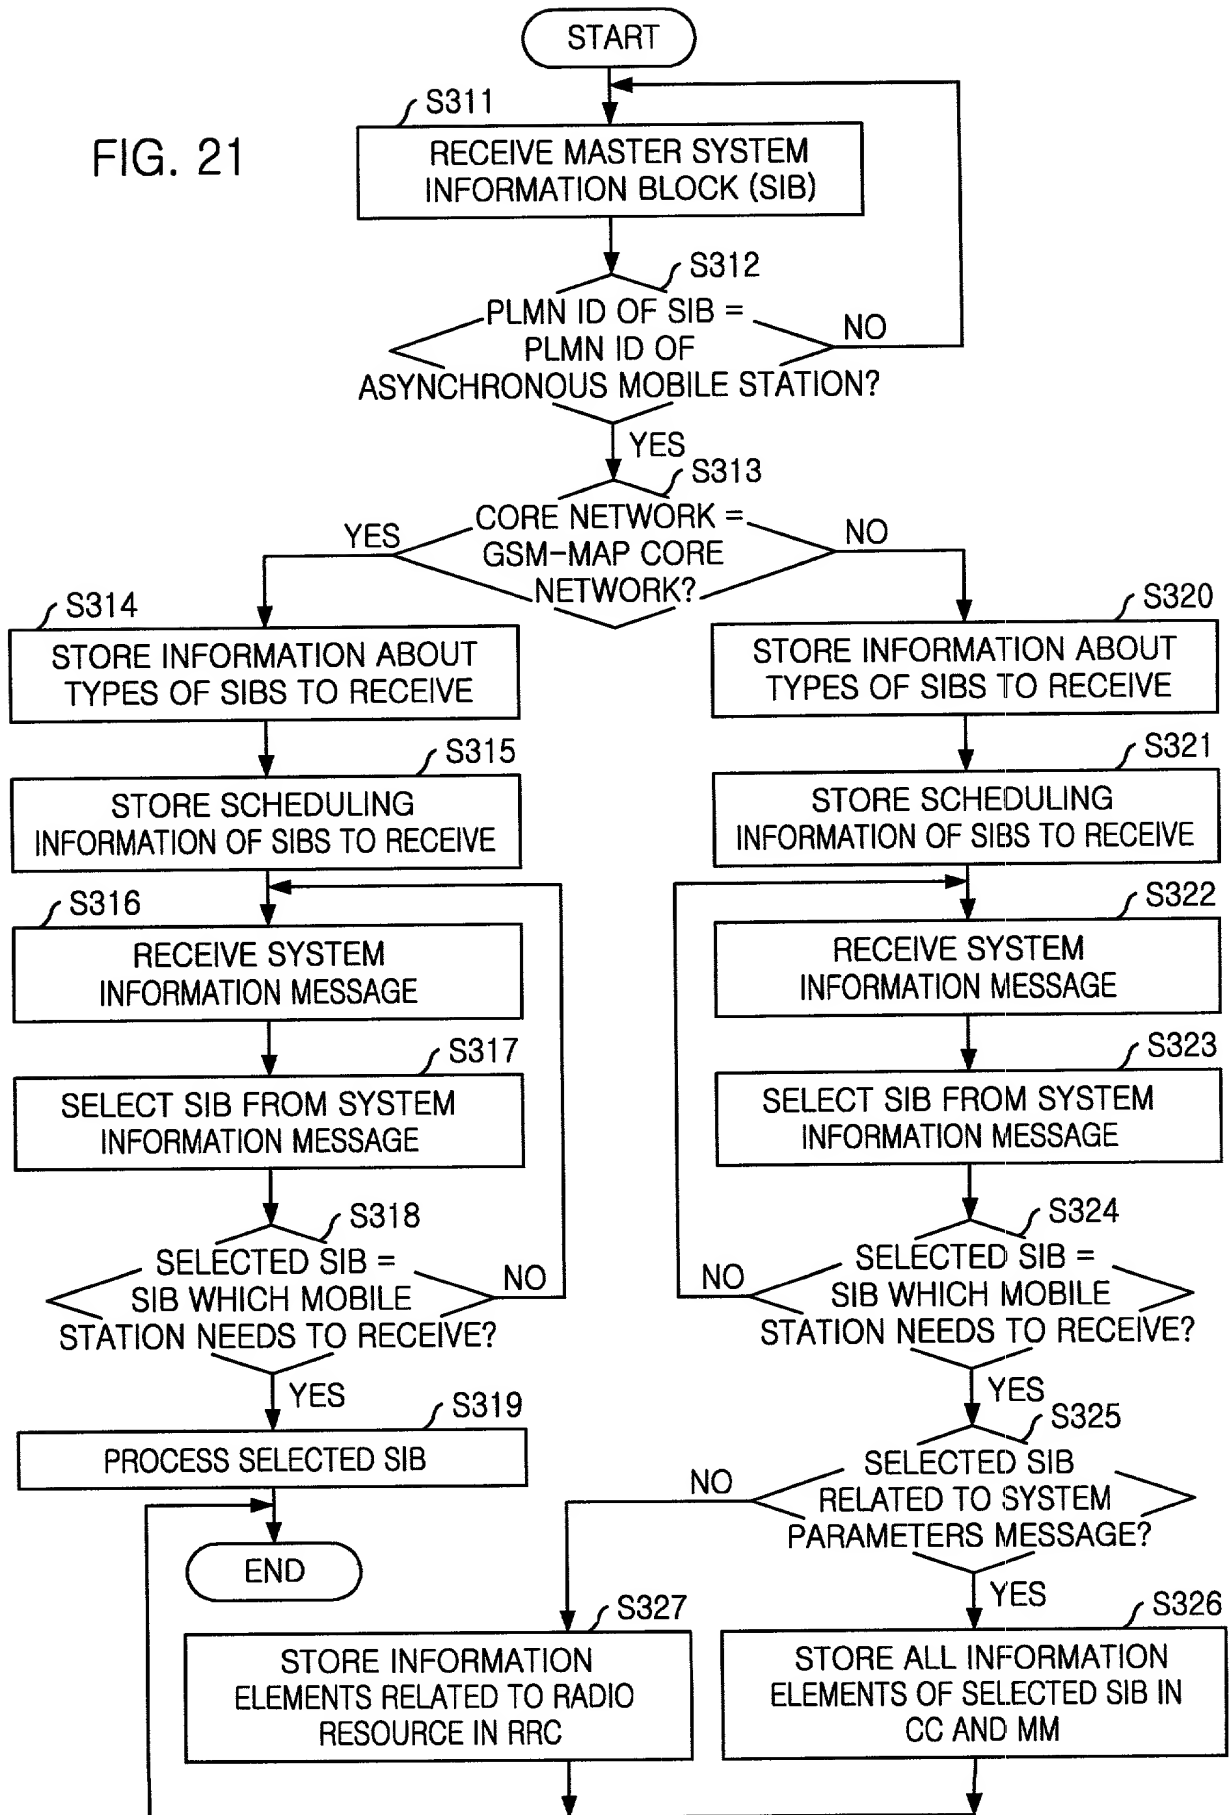 START
FIG. 21
S311
RECEIVE MASTER SYSTEM
INFORMATION BLOCK (SIB)
S312
PLMN ID OF SIB =
PLMN ID OF
ASYNCHRONOUS MOBILE STATION?
NO
YES
S313
CORE NETWORK =
GSM-MAP CORE
NETWORK?
YES
NO
S314
STORE INFORMATION ABOUT
TYPES OF SIBS TO RECEIVE
S315
STORE SCHEDULING
INFORMATION OF SIBS TO RECEIVE
S316
RECEIVE SYSTEM
INFORMATION MESSAGE
S317
SELECT SIB FROM SYSTEM
INFORMATION MESSAGE
S318
SELECTED SIB =
SIB WHICH MOBILE
STATION NEEDS TO RECEIVE?
NO
YES
S319
PROCESS SELECTED SIB
END
S320
STORE INFORMATION ABOUT
TYPES OF SIBS TO RECEIVE
S321
STORE SCHEDULING
INFORMATION OF SIBS TO RECEIVE
S322
RECEIVE SYSTEM
INFORMATION MESSAGE
S323
SELECT SIB FROM SYSTEM
INFORMATION MESSAGE
S324
SELECTED SIB =
SIB WHICH MOBILE
STATION NEEDS TO RECEIVE?
NO
YES
S325
SELECTED SIB
RELATED TO SYSTEM
PARAMETERS MESSAGE?
NO
YES
S327
STORE INFORMATION
ELEMENTS RELATED TO RADIO
RESOURCE IN RRC
S326
STORE ALL INFORMATION
ELEMENTS OF SELECTED SIB IN
CC AND MM